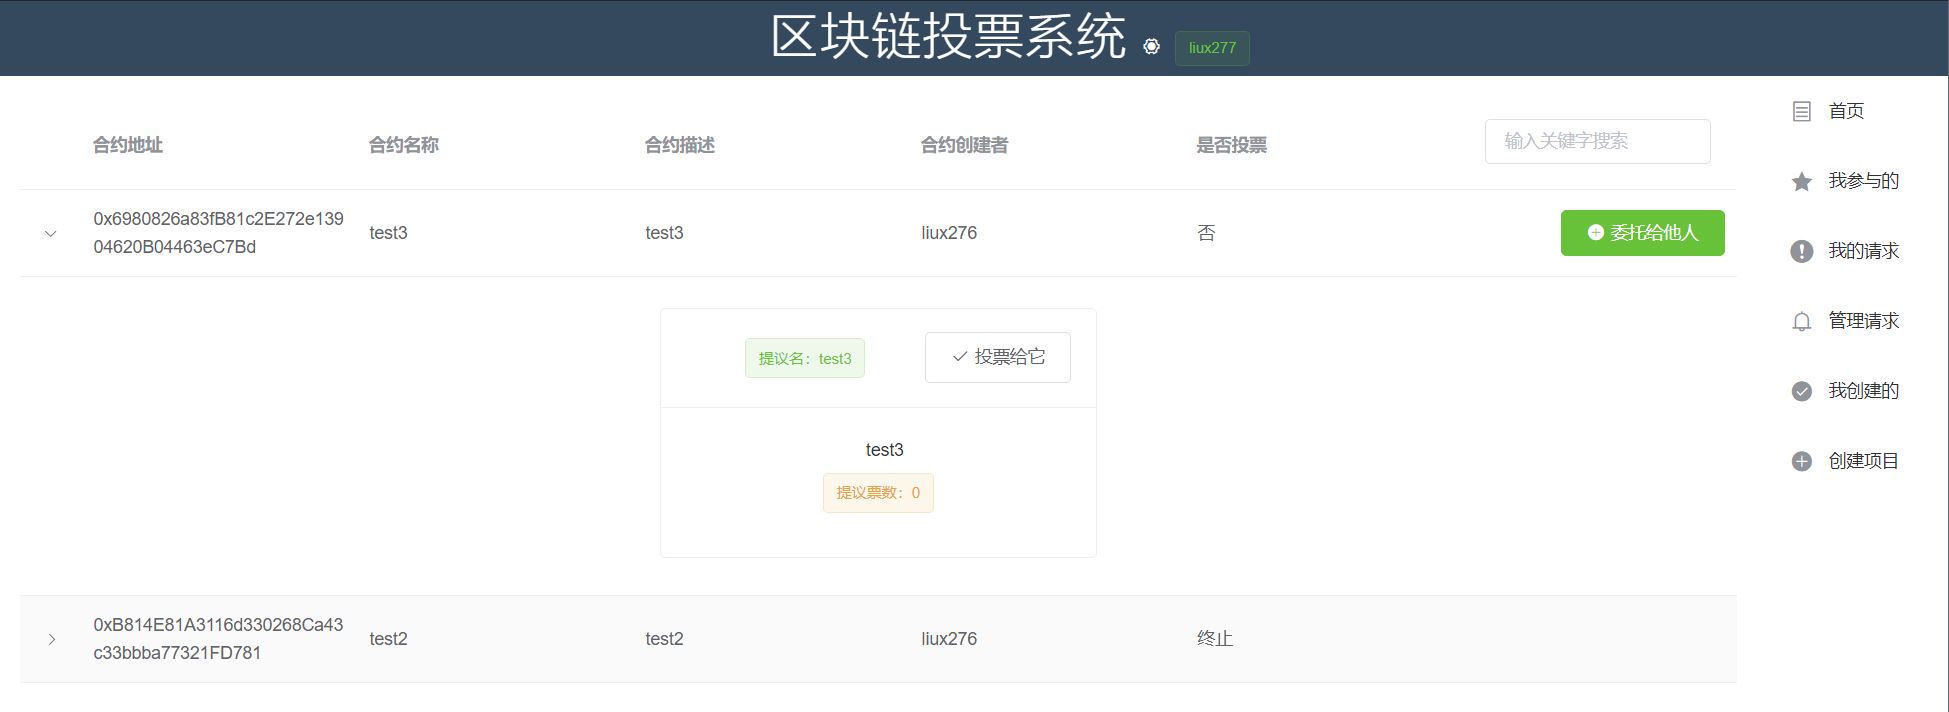 区块链投票系统
liux277
合约地址 合约名称 合约描述 合约创建者 是否投票 输入关键字搜索
0x6980826a83fB81c2E272e139
04620B04463eC7Bd
test3 test3 liux276 否 委托给他人
提议名：test3 投票给它
test3
提议票数：0
0xB814E81A3116d330268Ca43
c33bbba77321FD781
test2 test2 liux276 终止
首页
我参与的
我的请求
管理请求
我创建的
创建项目